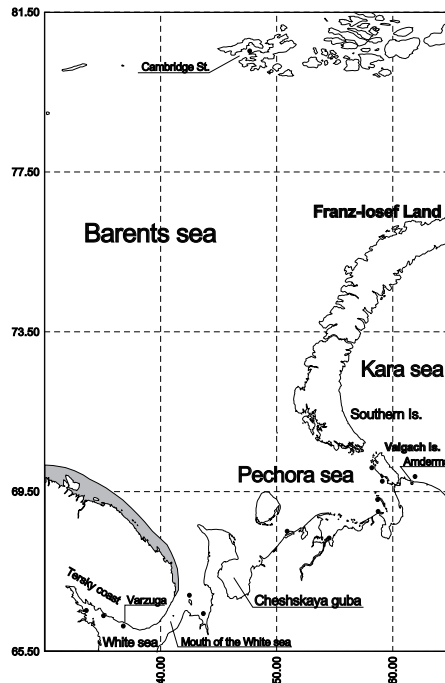 81.50
Cambridge St.
77.50
Franz-Iosef Land
Barents sea
73.50
Kara sea
Southern Is.
Vaigach Is.
Amderm
Pechora sea
69.50
Tersky coast
Varzuga
Cheshskaya guba
White sea
Mouth of the White sea
65.50
40.00
50.00
60.00